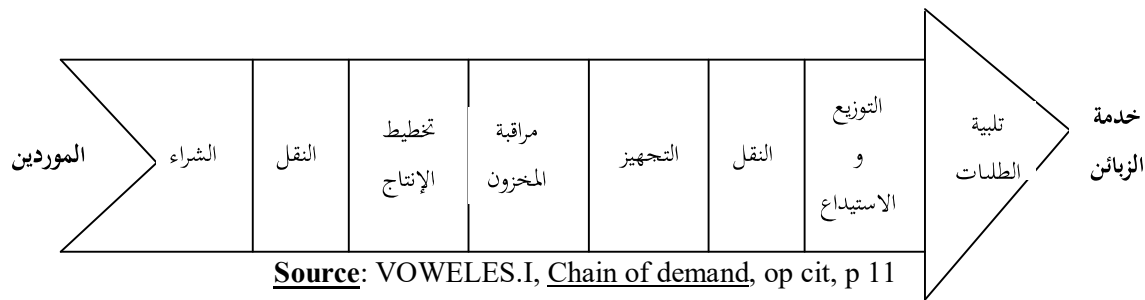 الموردين
الشراء
النقل
تخطيط
الإنتاج
مراقبة
المخزون
التجهيز
النقل
التوزيع
و
الاستيداع
تلبية
الطلبات
خدمة
الزبائن
Source: VOWELES.I, Chain of demand, op cit, p 11